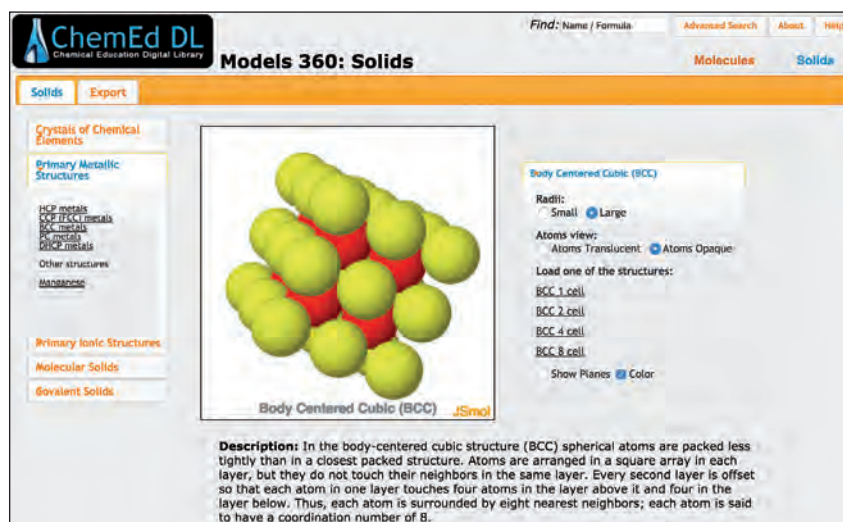 ChemEd DL
Chemical Education Digital Library
Find: Name / Formula
Advanced Search
About
Help
Models 360: Solids
Molecules
Solids
Solids
Export
Crystals of Chemical
Elements
Primary Metallic
Structures
HCP metals
CCP (FCC) metals
BCC metals
PC metals
DHCP metals
Other structures
Manganese
Primary Ionic Structures
Molecular Solids
Covalent Solids
Body Centered Cubic (BCC)
JSmol
Body Centered Cubic (BCC)
Radii:
Small Large
Atoms view:
Atoms Translucent Atoms Opaque
Load one of the structures:
BCC 1 cell
BCC 2 cell
BCC 4 cell
BCC 8 cell
Show Planes Color
Description: In the body-centered cubic structure (BCC) spherical atoms are packed less
tightly than in a closest packed structure. Atoms are arranged in a square array in each
layer, but they do not touch their neighbors in the same layer. Every second layer is offset
so that each atom in one layer touches four atoms in the layer above it and four in the
layer below. Thus, each atom is surrounded by eight nearest neighbors; each atom is said
to have a coordination number of 8.